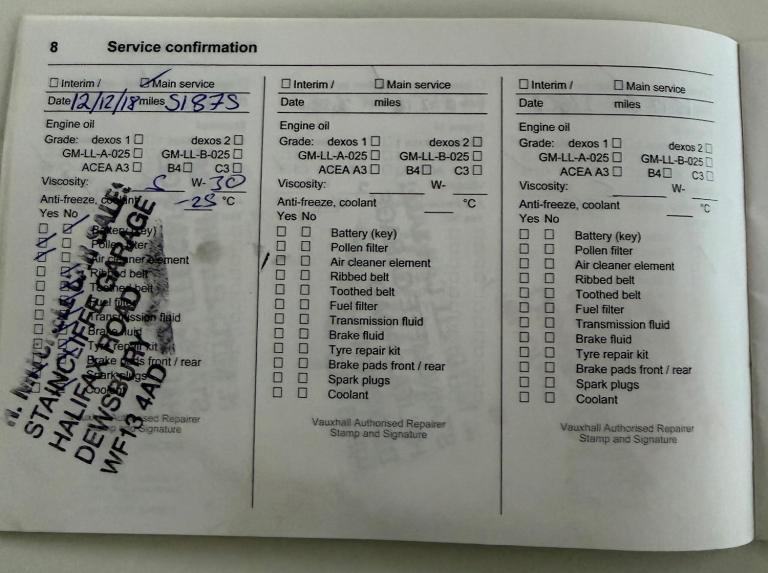 8 Service confirmation
Interim / Main service
Date 12/12/18 miles 51875
Engine oil
Grade: dexos 1 dexos 2
GM-LL-A-025 GM-LL-B-025
ACEA A3 B4 C3
Viscosity: 5 W- 30
Anti-freeze, coolant -25 °C
Yes No
Battery (key)
Pollen filter
Air cleaner element
Ribbed belt
Toothed belt
Fuel filter
Transmission fluid
Brake fluid
Tyre repair kit
Brake pads front / rear
Spark plugs
Coolant
Vauxhall Authorised Repairer
Stamp and Signature
STAINCLIFFE GARAGE
HALIFAX ROAD
DEWSBURY
WF13 4AD
Interim / Main service
Date miles
Engine oil
Grade: dexos 1 dexos 2
GM-LL-A-025 GM-LL-B-025
ACEA A3 B4 C3
Viscosity: W-
Anti-freeze, coolant °C
Yes No
Battery (key)
Pollen filter
Air cleaner element
Ribbed belt
Toothed belt
Fuel filter
Transmission fluid
Brake fluid
Tyre repair kit
Brake pads front / rear
Spark plugs
Coolant
Vauxhall Authorised Repairer
Stamp and Signature
Interim / Main service
Date miles
Engine oil
Grade: dexos 1 dexos 2
GM-LL-A-025 GM-LL-B-025
ACEA A3 B4 C3
Viscosity: W-
Anti-freeze, coolant °C
Yes No
Battery (key)
Pollen filter
Air cleaner element
Ribbed belt
Toothed belt
Fuel filter
Transmission fluid
Brake fluid
Tyre repair kit
Brake pads front / rear
Spark plugs
Coolant
Vauxhall Authorised Repairer
Stamp and Signature